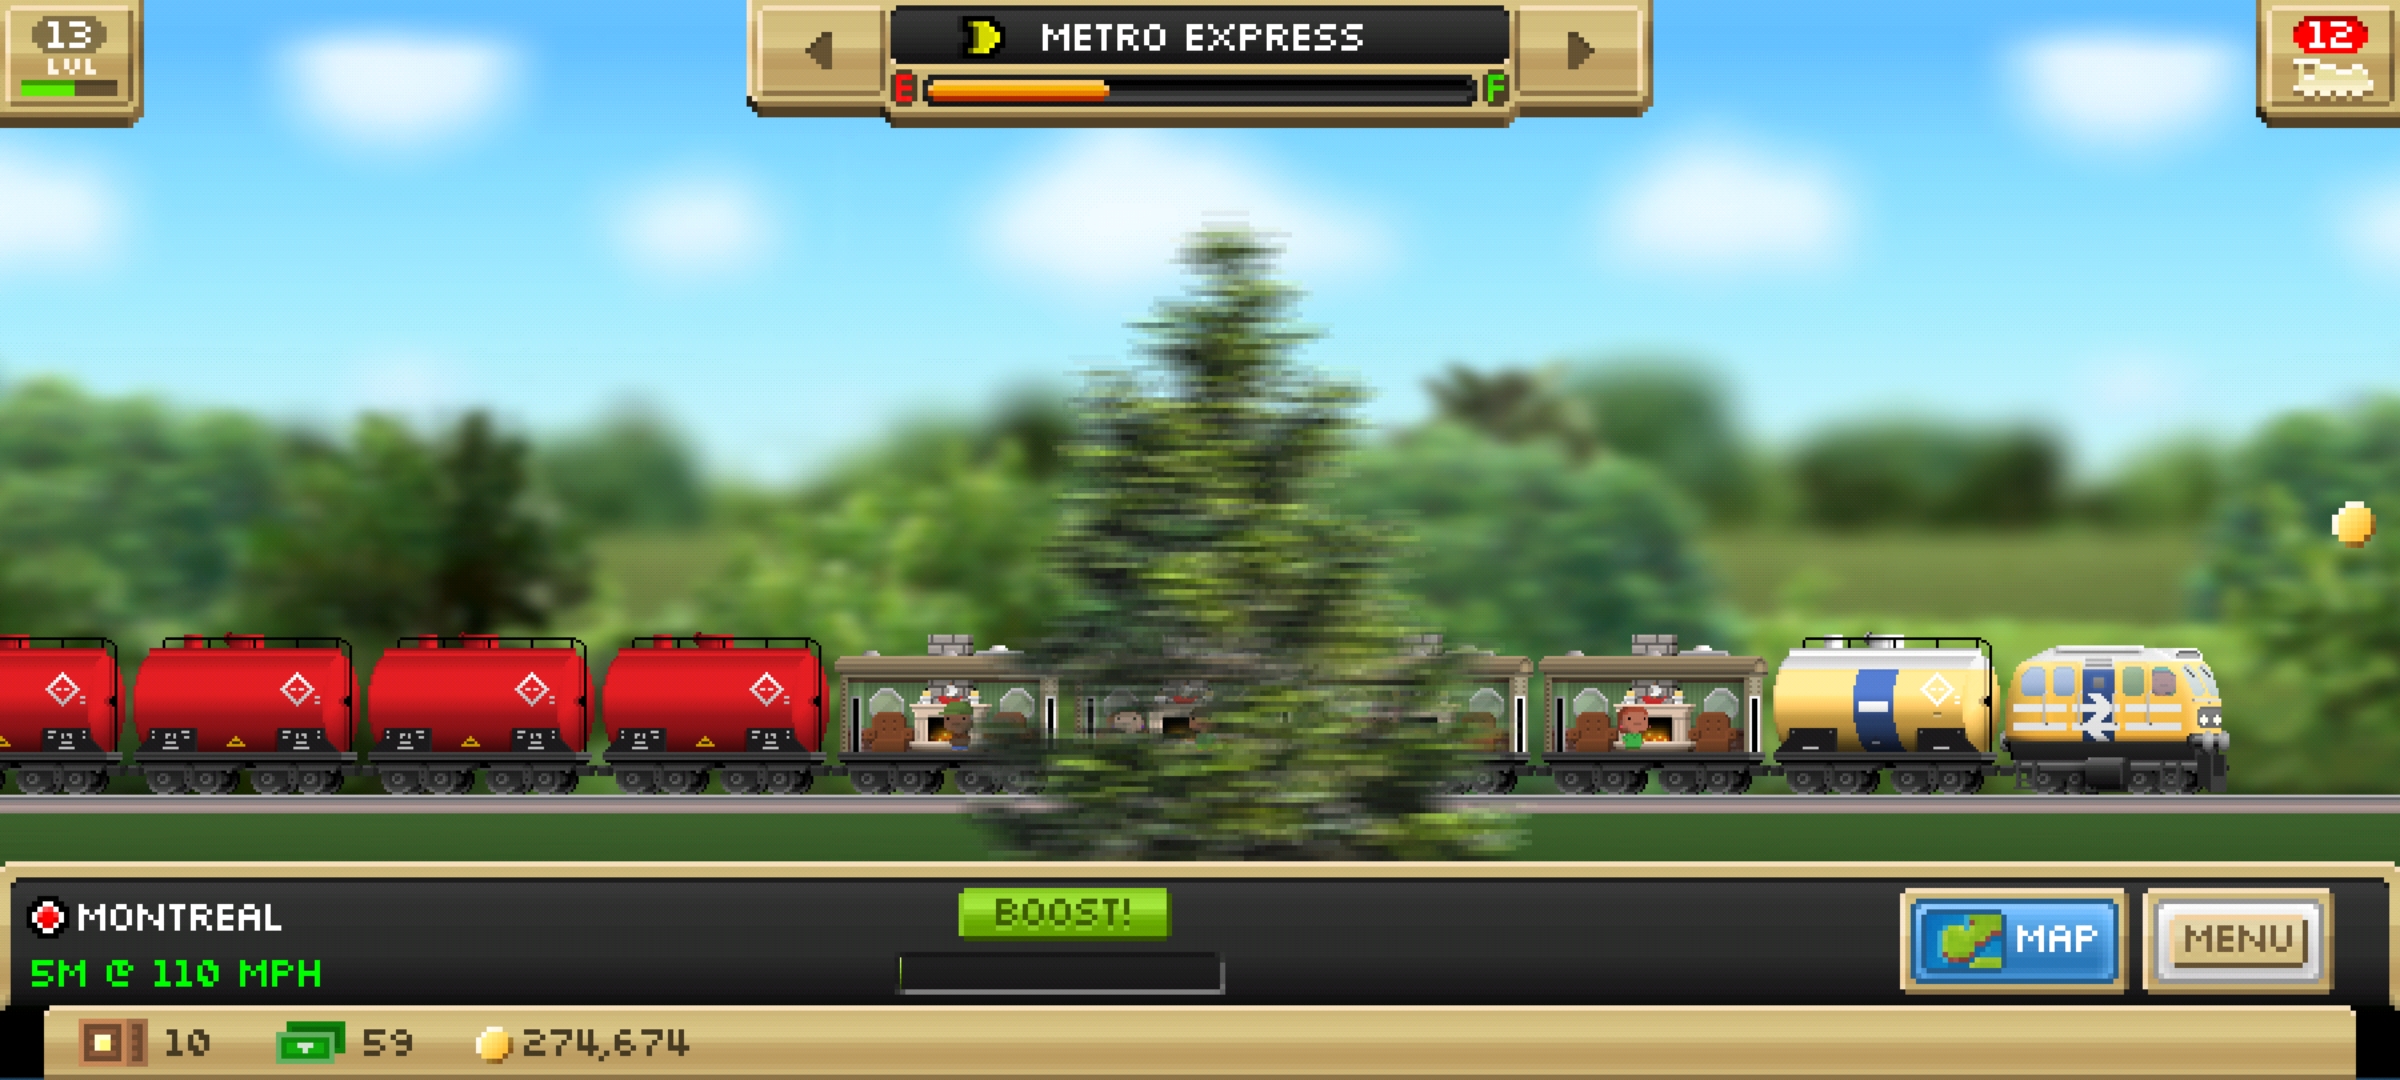 13
LVL
METRO EXPRESS
E F
12
MONTREAL
5M @ 110 MPH
BOOST!
MAP
MENU
10 59 274,674